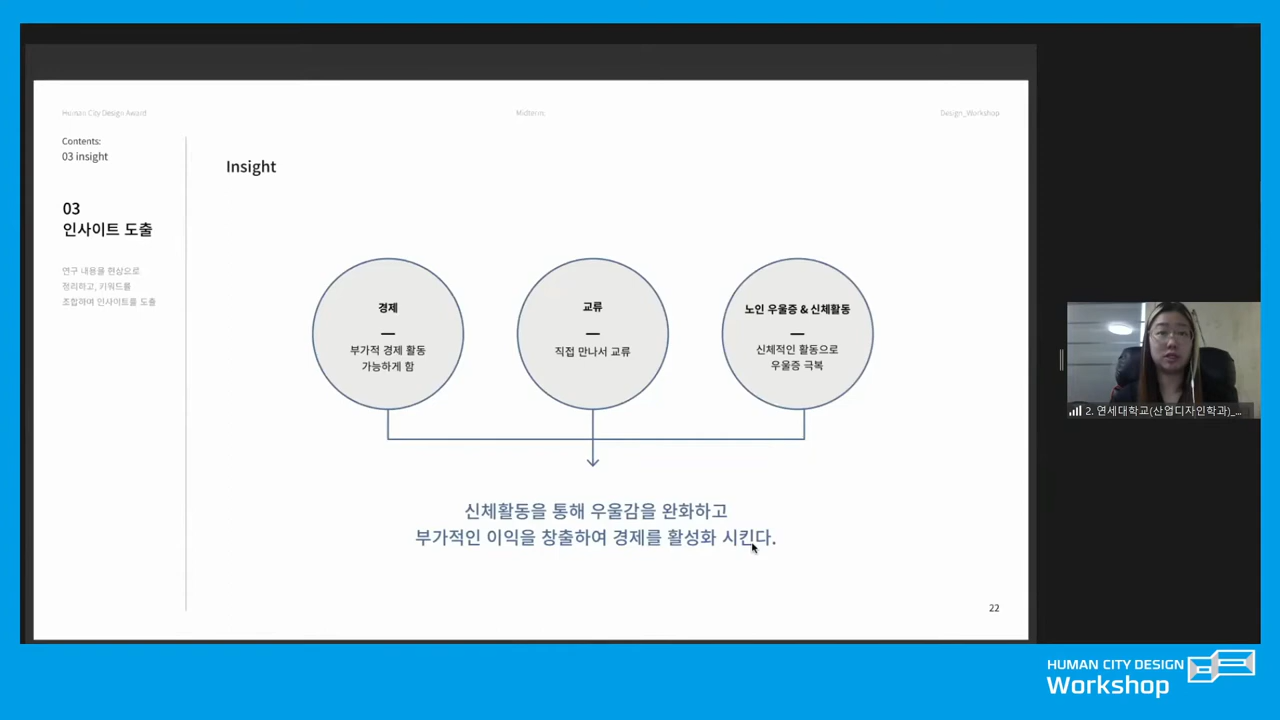 Human City Design Award
Midterm;
Design_Workshop
Contents:
03 insight
03
인사이트 도출
연구 내용을 현상으로
정리하고, 키워드를
조합하여 인사이트를 도출
Insight
경제
부가적 경제 활동
가능하게 함
교류
직접 만나서 교류
노인 우울증 & 신체활동
신체적인 활동으로
우울증 극복
신체활동을 통해 우울감을 완화하고
부가적인 이익을 창출하여 경제를 활성화 시킨다.
22
2. 연세대학교(산업디자인학과)_...
HUMAN CITY DESIGN
Workshop